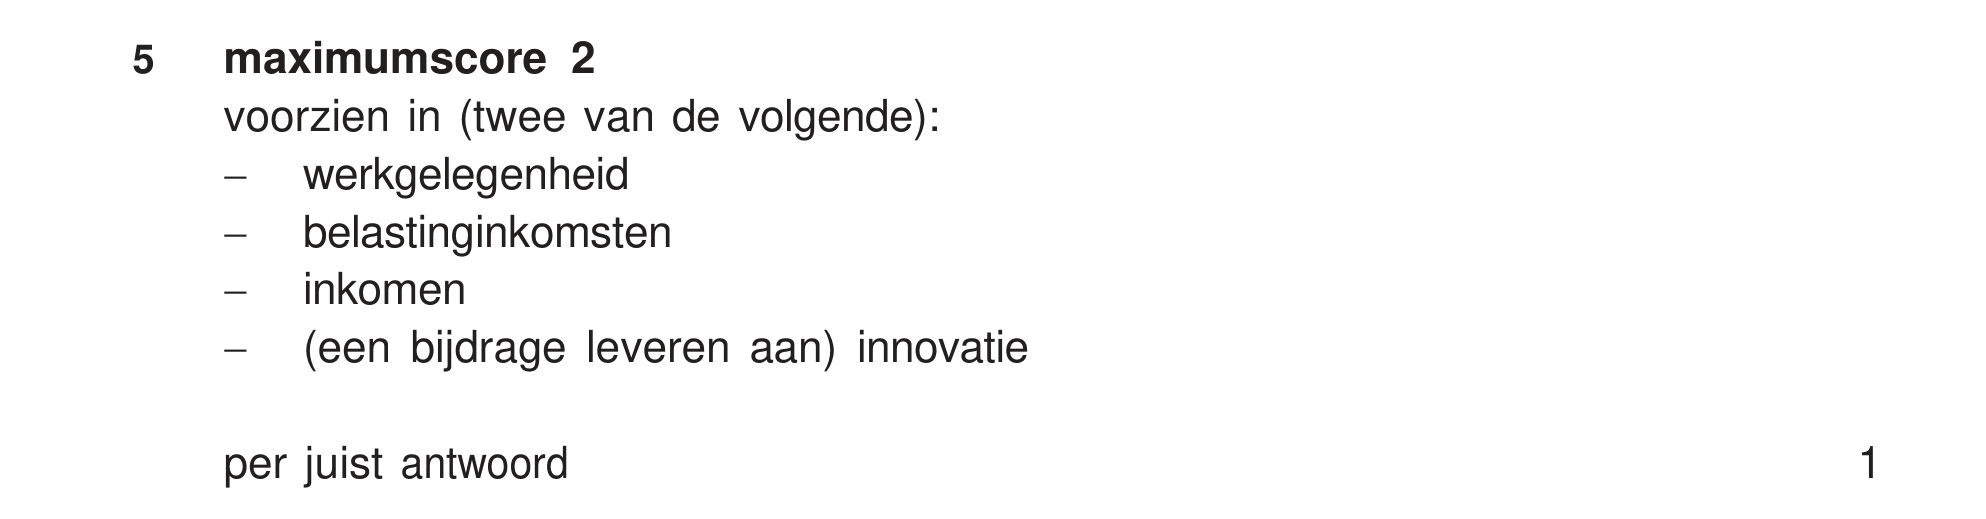 5 maximumscore 2
voorzien in (twee van de volgende):
– werkgelegenheid
– belastinginkomsten
– inkomen
– (een bijdrage leveren aan) innovatie
per juist antwoord 1